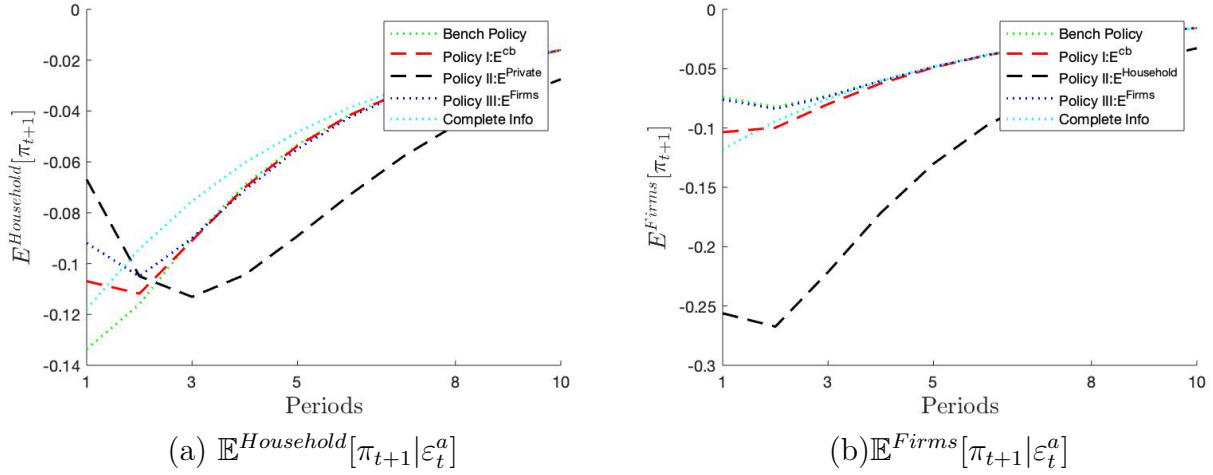 0
-0.02
-0.04
-0.06
-0.08
-0.1
-0.12
-0.14
E^{Household}[π_{t+1}]
1
3
5
8
10
Periods
Bench Policy
Policy I:E^{cb}
Policy II:E^{Private}
Policy III:E^{Firms}
Complete Info
(a) 𝔼^{Household}[π_{t+1}|ε_t^a]
0
-0.05
-0.1
-0.15
-0.2
-0.25
-0.3
E^{Firms}[π_{t+1}]
1
3
5
8
10
Periods
Bench Policy
Policy I:E^{cb}
Policy II:E^{Household}
Policy III:E^{Firms}
Complete Info
(b)𝔼^{Firms}[π_{t+1}|ε_t^a]